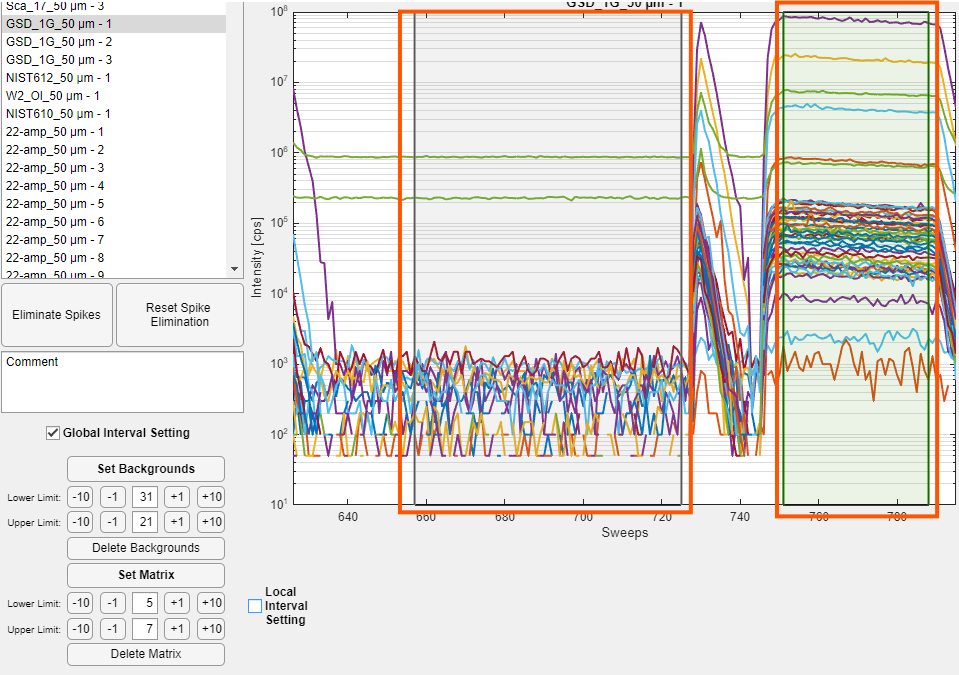 Sca_17_50 µm - 3
GSD_1G_50 µm - 1
GSD_1G_50 µm - 2
GSD_1G_50 µm - 3
NIST612_50 µm - 1
W2_Ol_50 µm - 1
NIST610_50 µm - 1
22-amp_50 µm - 1
22-amp_50 µm - 2
22-amp_50 µm - 3
22-amp_50 µm - 4
22-amp_50 µm - 5
22-amp_50 µm - 6
22-amp_50 µm - 7
22-amp_50 µm - 8
22-amp_50 µm - 9
Eliminate Spikes
Reset Spike
Elimination
Comment
Global Interval Setting
Set Backgrounds
Lower Limit: -10 -1 31 +1 +10
Upper Limit: -10 -1 21 +1 +10
Delete Backgrounds
Set Matrix
Lower Limit: -10 -1 5 +1 +10
Upper Limit: -10 -1 7 +1 +10
Delete Matrix
Local
Interval
Setting
GSD_1G_50 µm - 1
Intensity [cps]
10^8
10^7
10^6
10^5
10^4
10^3
10^2
10^1
640 660 680 700 720 740 760 780
Sweeps